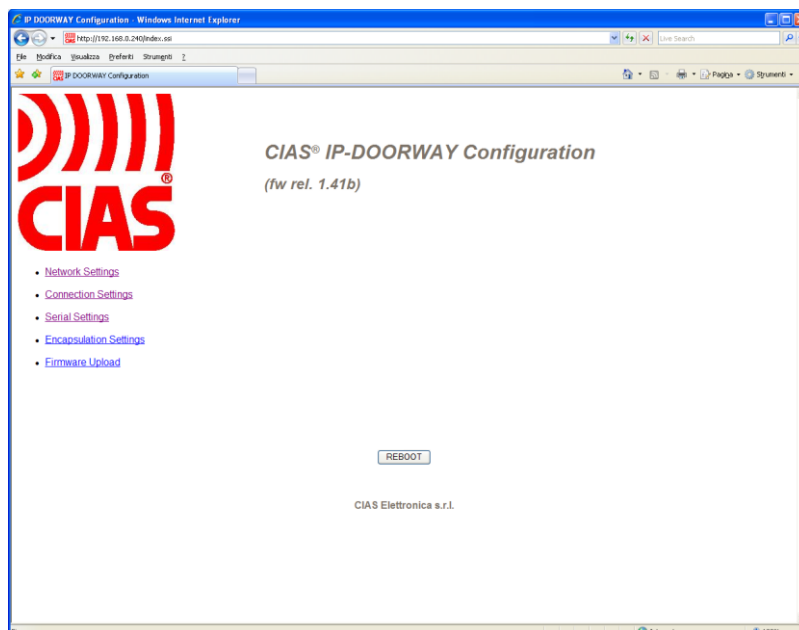 IP DOORWAY Configuration - Windows Internet Explorer
http://192.168.0.240/index.ssi
Live Search
File Modifica Visualizza Preferiti Strumenti ?
IP DOORWAY Configuration
Pagina Strumenti
CIAS® IP-DOORWAY Configuration
(fw rel. 1.41b)
CIAS®
Network Settings
Connection Settings
Serial Settings
Encapsulation Settings
Firmware Upload
REBOOT
CIAS Elettronica s.r.l.